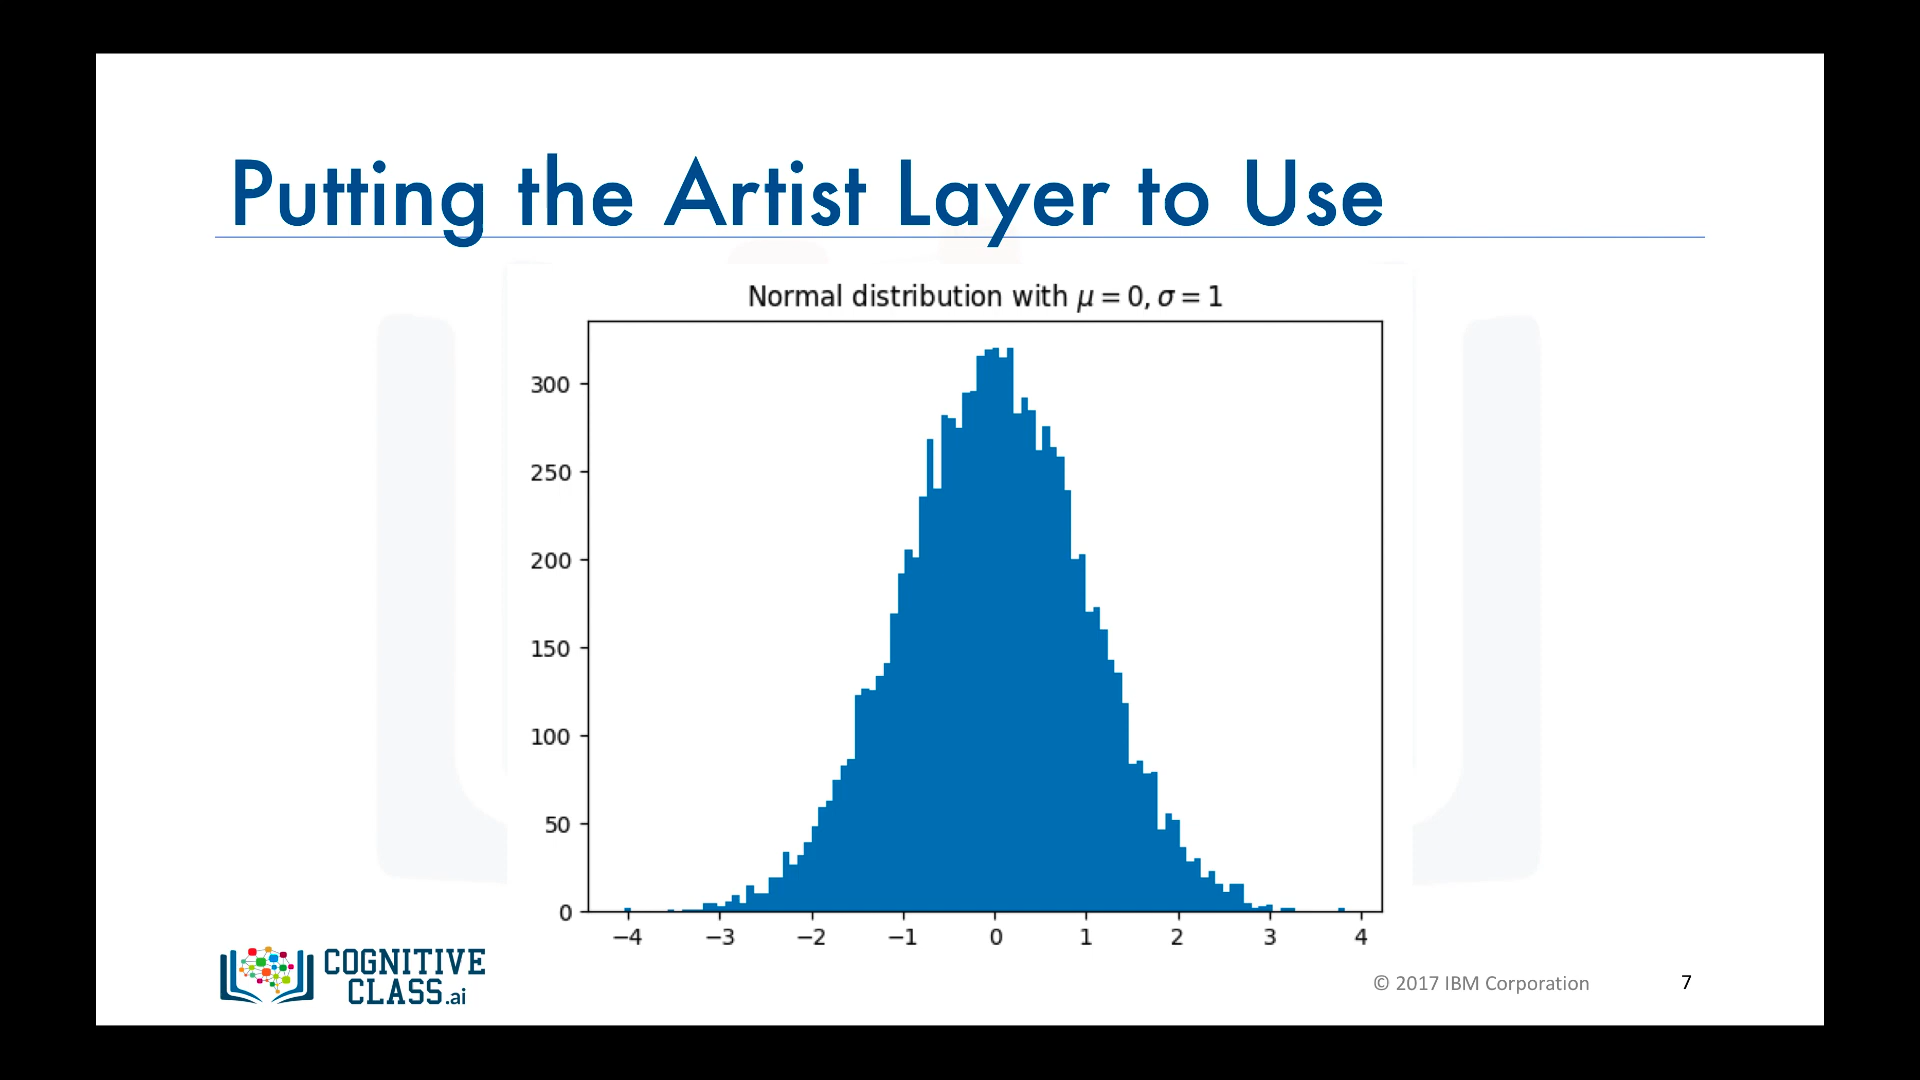 Putting the Artist Layer to Use
Normal distribution with μ = 0, σ = 1
300
250
200
150
100
50
0
−4 −3 −2 −1 0 1 2 3 4
COGNITIVE
CLASS.ai
© 2017 IBM Corporation 7